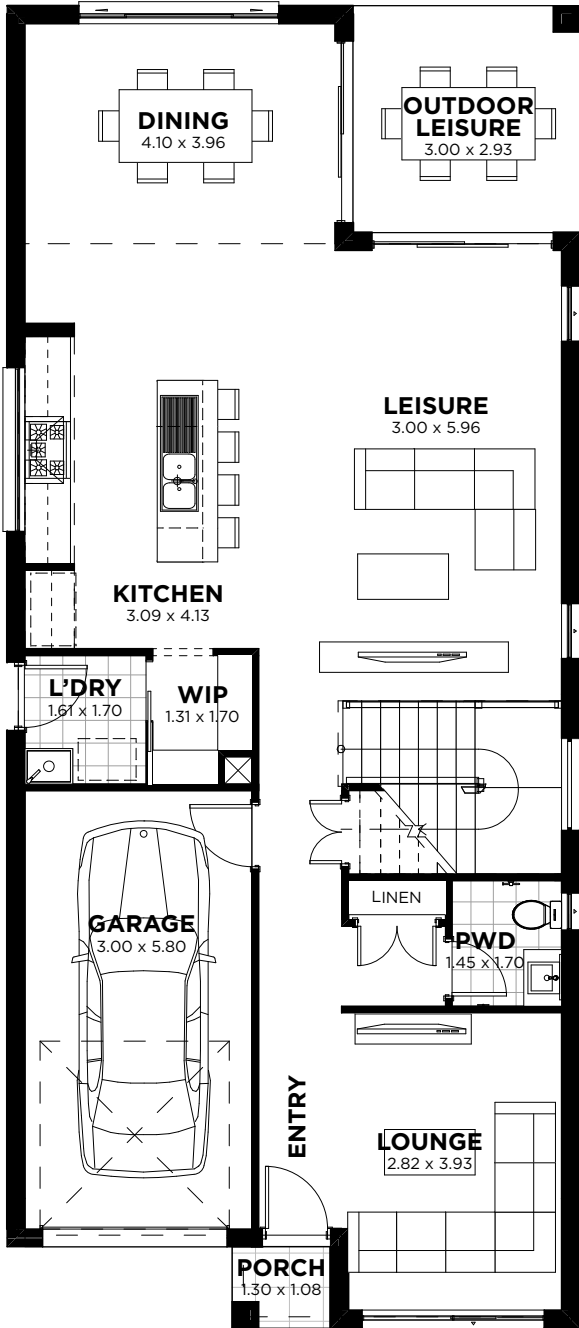 DINING
4.10 x 3.96
OUTDOOR
LEISURE
3.00 x 2.93
LEISURE
3.00 x 5.96
KITCHEN
3.09 x 4.13
L'DRY
1.61 x 1.70
WIP
1.31 x 1.70
LINEN
GARAGE
3.00 x 5.80
PWD
1.45 x 1.70
ENTRY
LOUNGE
2.82 x 3.93
PORCH
1.30 x 1.08